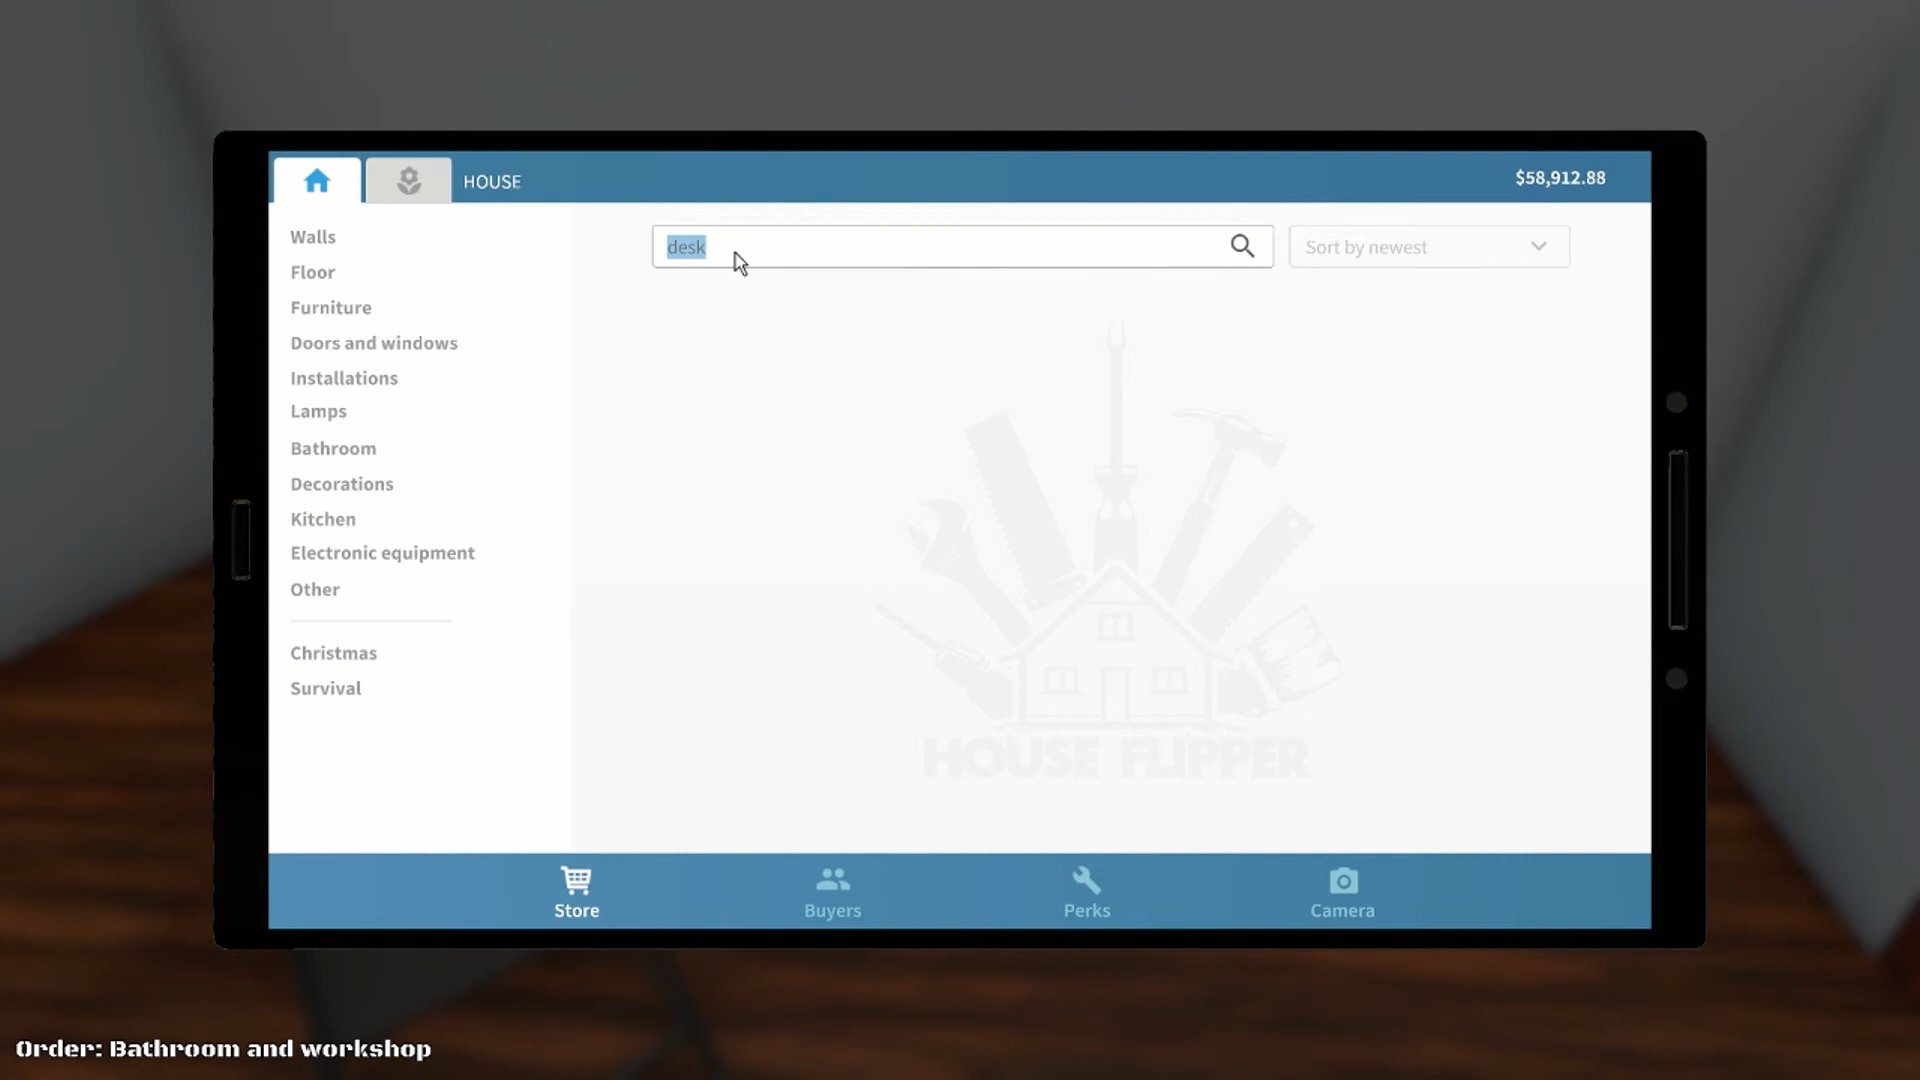 HOUSE
$58,912.88
desk
Sort by newest
Walls
Floor
Furniture
Doors and windows
Installations
Lamps
Bathroom
Decorations
Kitchen
Electronic equipment
Other
Christmas
Survival
HOUSE FLIPPER
Store
Buyers
Perks
Camera
Order: Bathroom and workshop